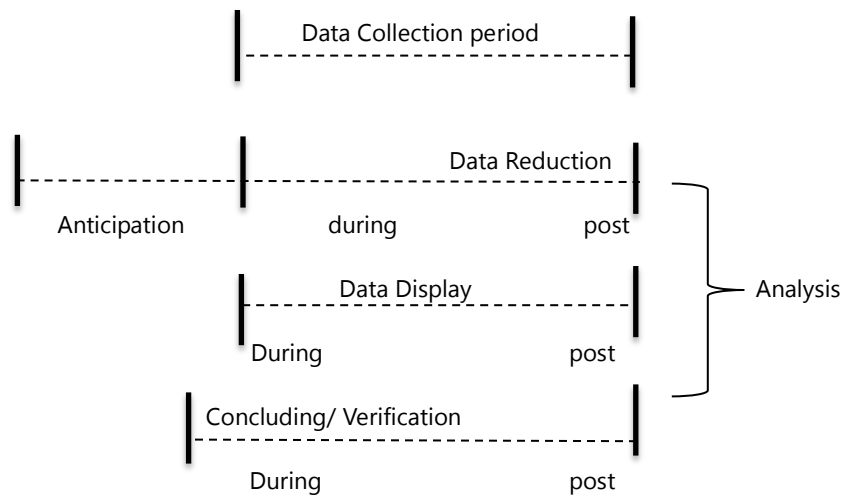 Data Collection period
Data Reduction
Anticipation during post
Data Display
Analysis
During post
Concluding/ Verification
During post